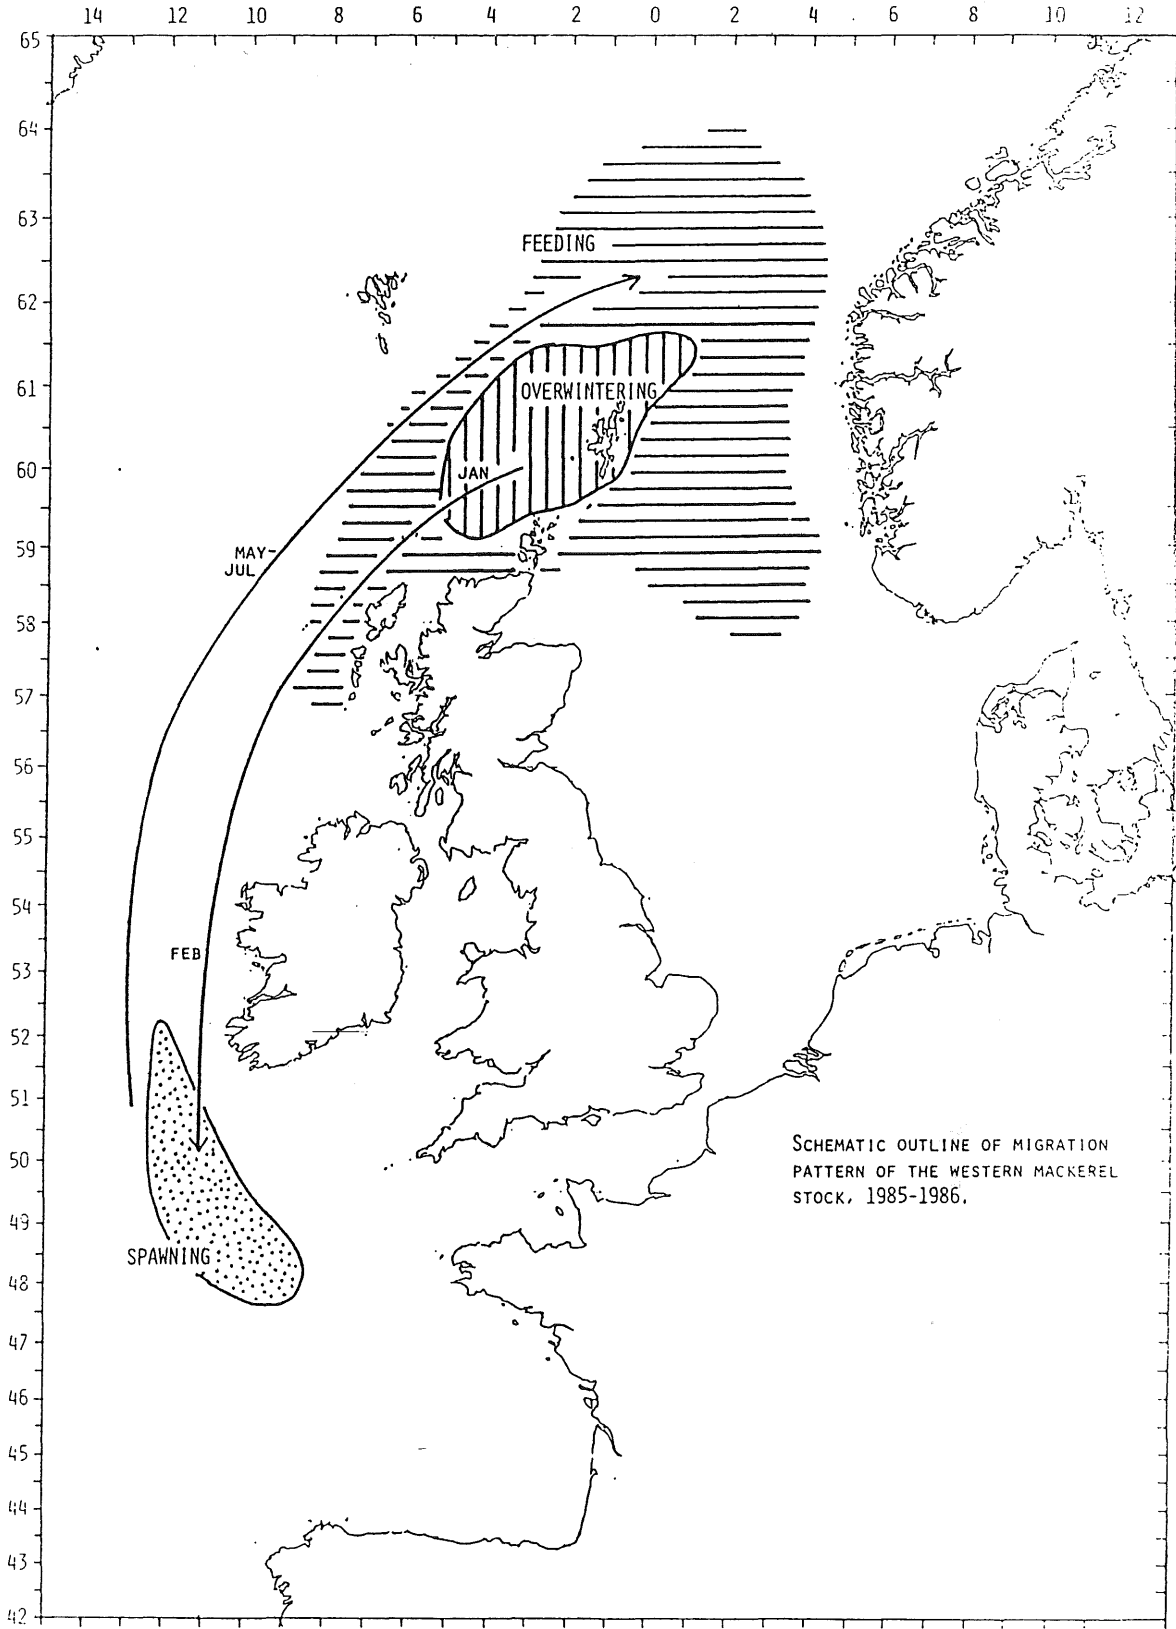 14 12 10 8 6 4 2 0 2 4 6 8 10 12
65
64
63
FEEDING
62
61
OVERWINTERING
60
JAN
59
MAY-
JUL
58
57
56
55
54
FEB
53
52
51
SCHEMATIC OUTLINE OF MIGRATION
50
PATTERN OF THE WESTERN MACKEREL
STOCK, 1985-1986.
49
SPAWNING
48
47
46
45
44
43
42